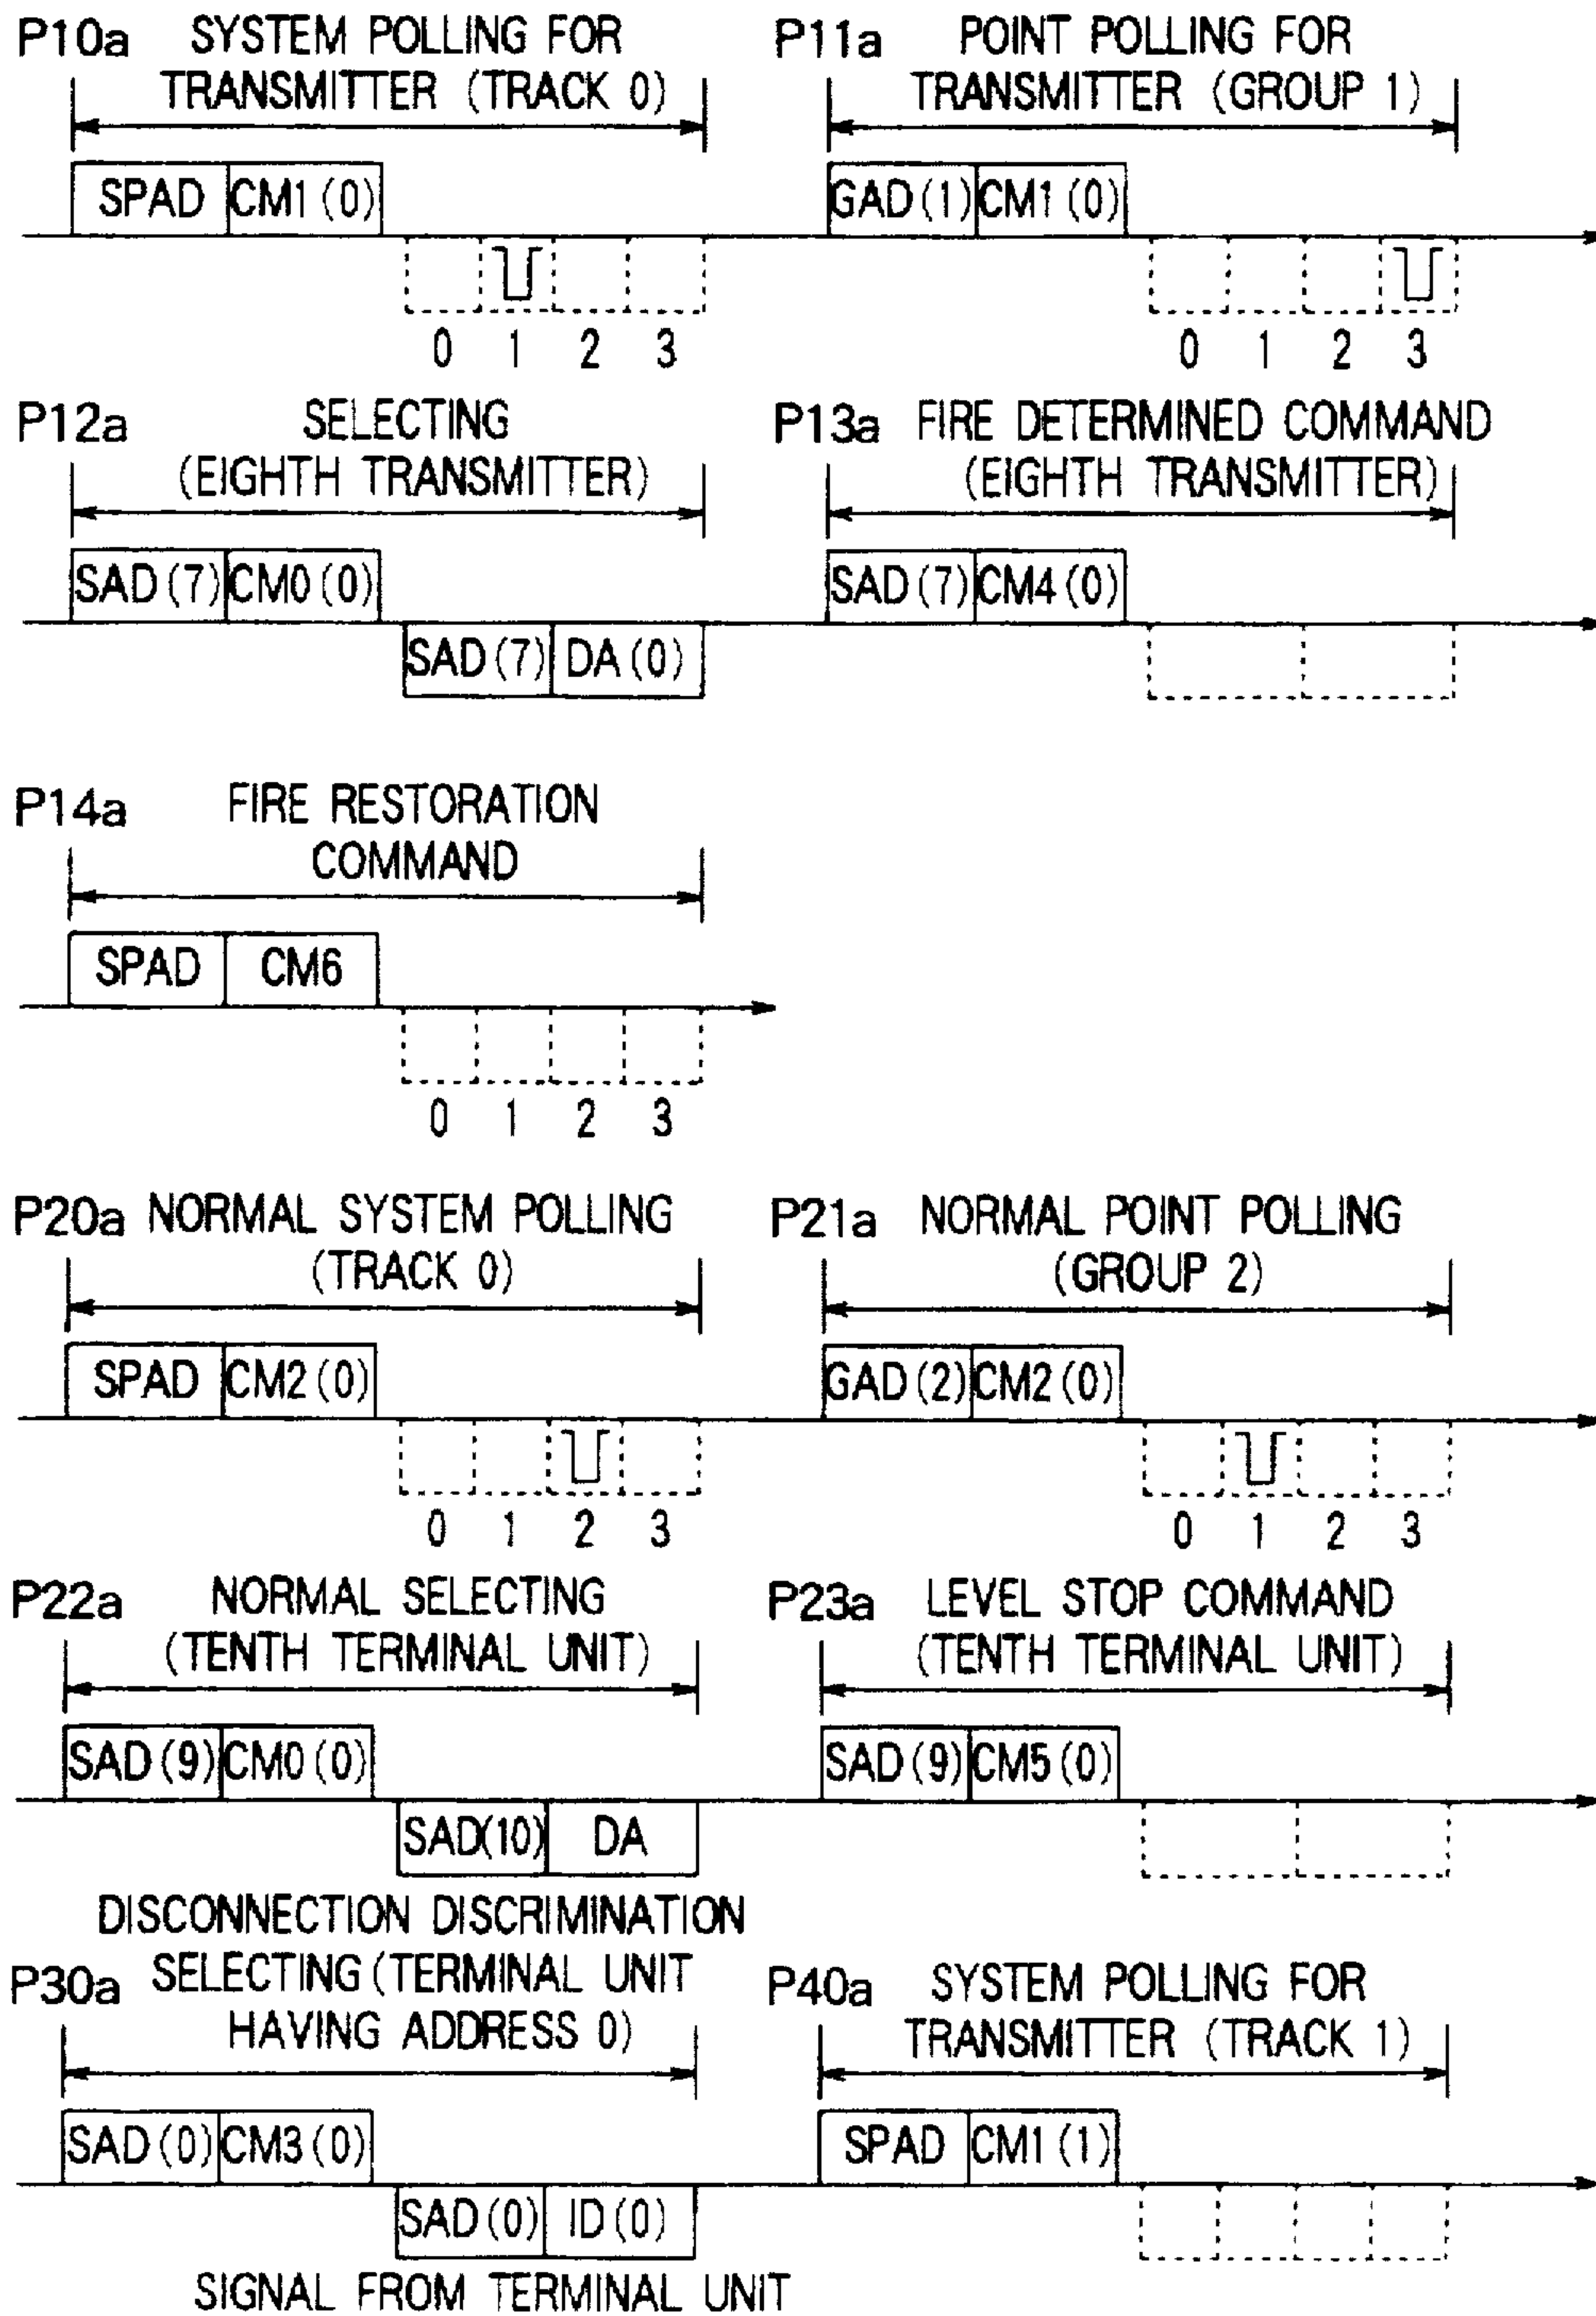 P10a SYSTEM POLLING FOR
TRANSMITTER (TRACK 0)
SPAD CM1(0)
0 1 2 3
P11a POINT POLLING FOR
TRANSMITTER (GROUP 1)
GAD(1) CM1(0)
0 1 2 3
P12a SELECTING
(EIGHTH TRANSMITTER)
SAD(7) CM0(0)
SAD(7) DA(0)
P13a FIRE DETERMINED COMMAND
(EIGHTH TRANSMITTER)
SAD(7) CM4(0)
P14a FIRE RESTORATION
COMMAND
SPAD CM6
0 1 2 3
P20a NORMAL SYSTEM POLLING
(TRACK 0)
SPAD CM2(0)
0 1 2 3
P21a NORMAL POINT POLLING
(GROUP 2)
GAD(2) CM2(0)
0 1 2 3
P22a NORMAL SELECTING
(TENTH TERMINAL UNIT)
SAD(9) CM0(0)
SAD(10) DA
P23a LEVEL STOP COMMAND
(TENTH TERMINAL UNIT)
SAD(9) CM5(0)
DISCONNECTION DISCRIMINATION
P30a SELECTING (TERMINAL UNIT
HAVING ADDRESS 0)
SAD(0) CM3(0)
SAD(0) ID(0)
SIGNAL FROM TERMINAL UNIT
P40a SYSTEM POLLING FOR
TRANSMITTER (TRACK 1)
SPAD CM1(1)